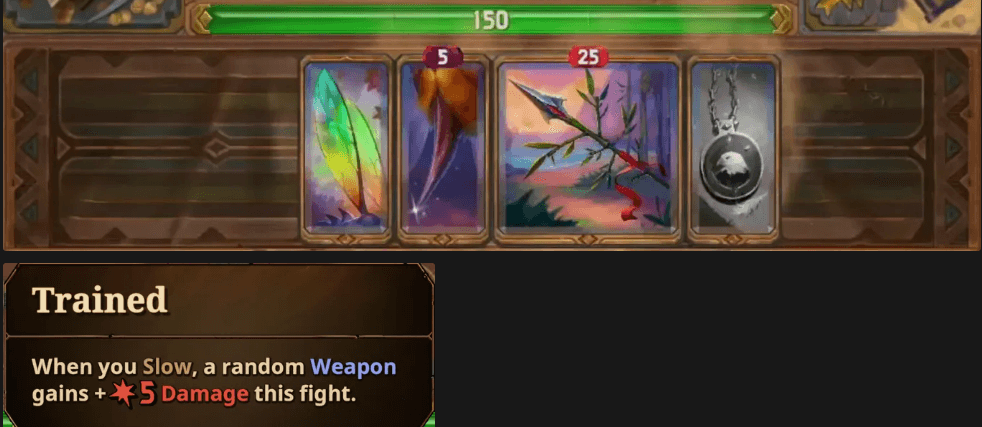 150
5
25
Trained
When you Slow, a random Weapon
gains + 5 Damage this fight.